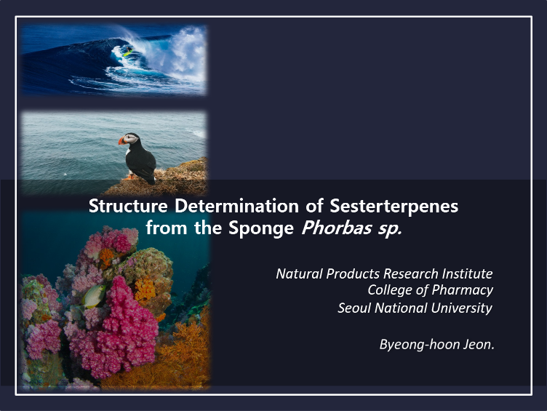 Structure Determination of Sesterterpenes
from the Sponge Phorbas sp.
Natural Products Research Institute
College of Pharmacy
Seoul National University
Byeong-hoon Jeon.